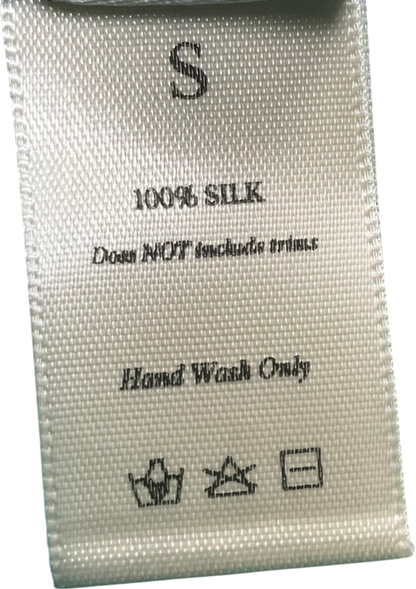 S
100% SILK
Does NOT include trims
Hand Wash Only